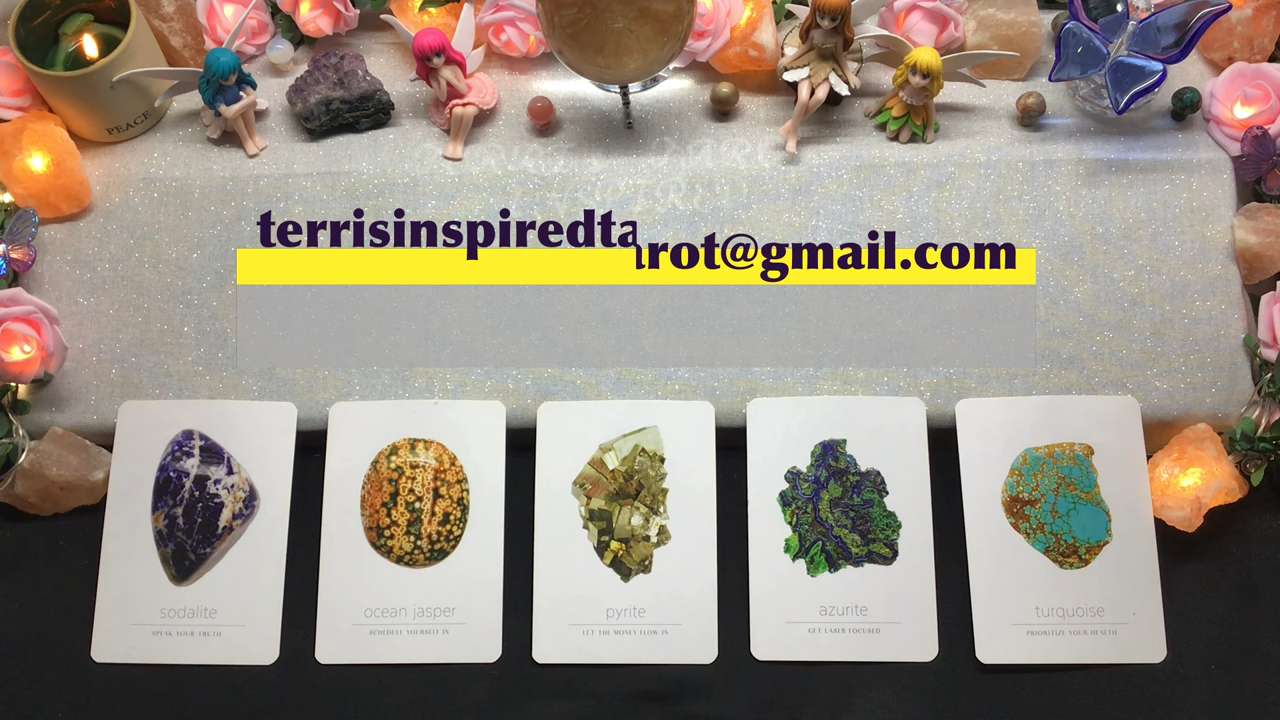 PEACE
terrisinspiredtarot@gmail.com
sodalite
SPEAK YOUR TRUTH
ocean jasper
SCHEDULE YOURSELF IN
pyrite
LET THE MONEY FLOW IN
azurite
GET LASER FOCUSED
turquoise
PRIORITIZE YOUR HEALTH